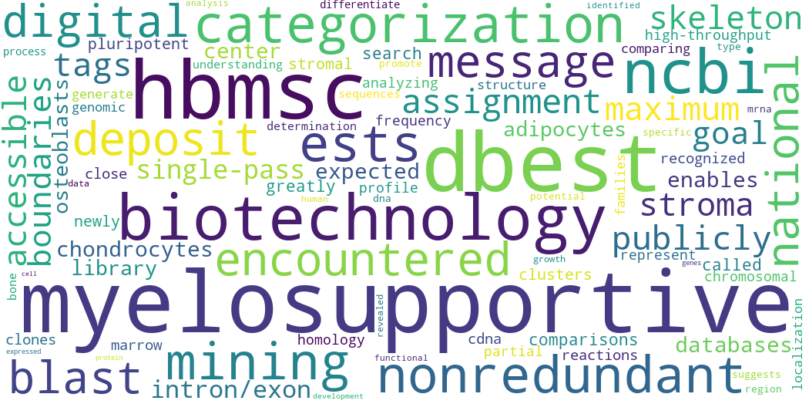 differentiate
analysis
identified
digital
categorization
skeleton
process
pluripotent
center
search
message
high-throughput
tags
understanding
stromal
promote
comparing
type
ncbi
hbmsc
analyzing
structure
generate
sequences
assignment
maximum
mrna
national
accessible
boundaries
osteoblasts
genomic
frequency
deposit
determination
ests
adipocytes
specific
goal
dbest
close
single-pass
expected
recognized
families
data
greatly
profile
enables
human
dna
potential
stroma
newly
biotechnology
publicly
chondrocytes
encountered
represent
library
growth
called
genes
clusters
chromosomal
bone
cell
myelosupportive
revealed
localization
clones
marrow
homology
cdna
comparisons
databases
expressed
mining
partial
reactions
protein
functional
blast
nonredundant
suggests
intron/exon
region
development